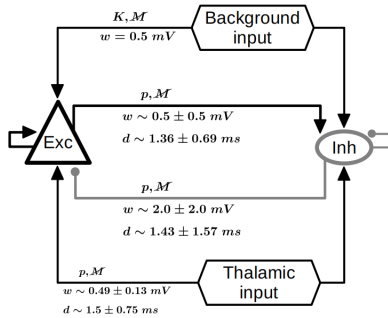 K, M
w = 0.5 mV
Background
input
p, M
w ∼ 0.5 ± 0.5 mV
d ∼ 1.36 ± 0.69 ms
Exc
Inh
p, M
w ∼ 2.0 ± 2.0 mV
d ∼ 1.43 ± 1.57 ms
p, M
w ∼ 0.49 ± 0.13 mV
d ∼ 1.5 ± 0.75 ms
Thalamic
input